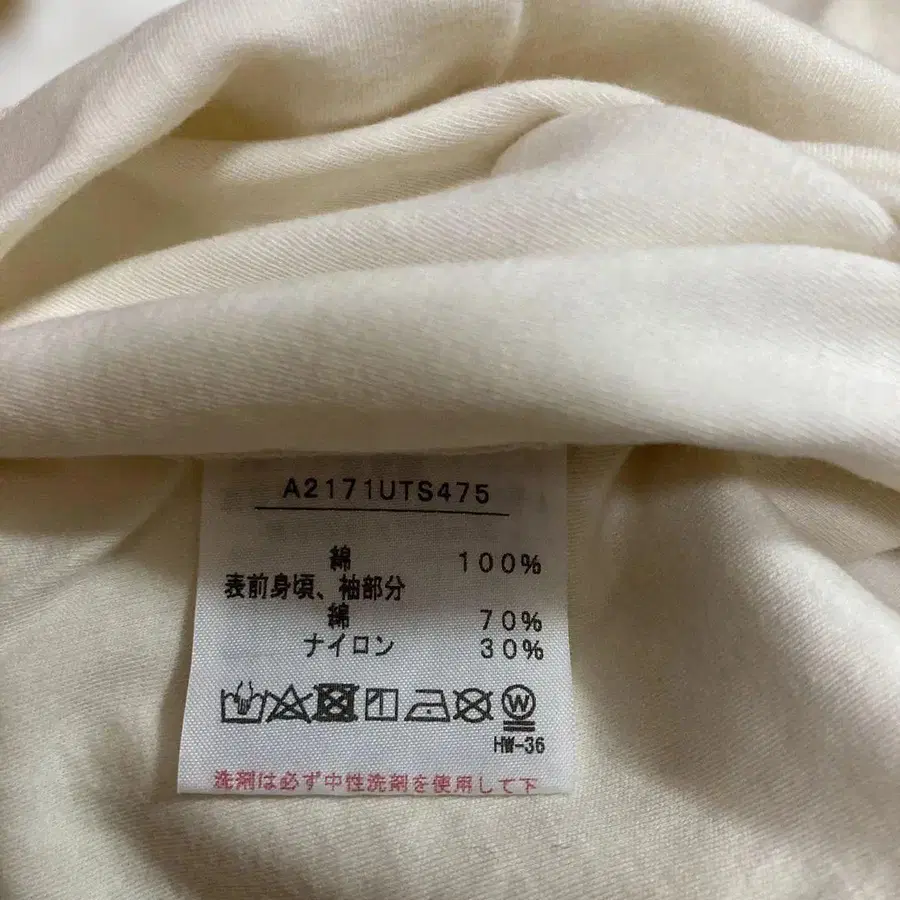 A2171UTS475
綿 100%
表前身頃、袖部分
綿 70%
ナイロン 30%
W
HW-36
洗剤は必ず中性洗剤を使用して下